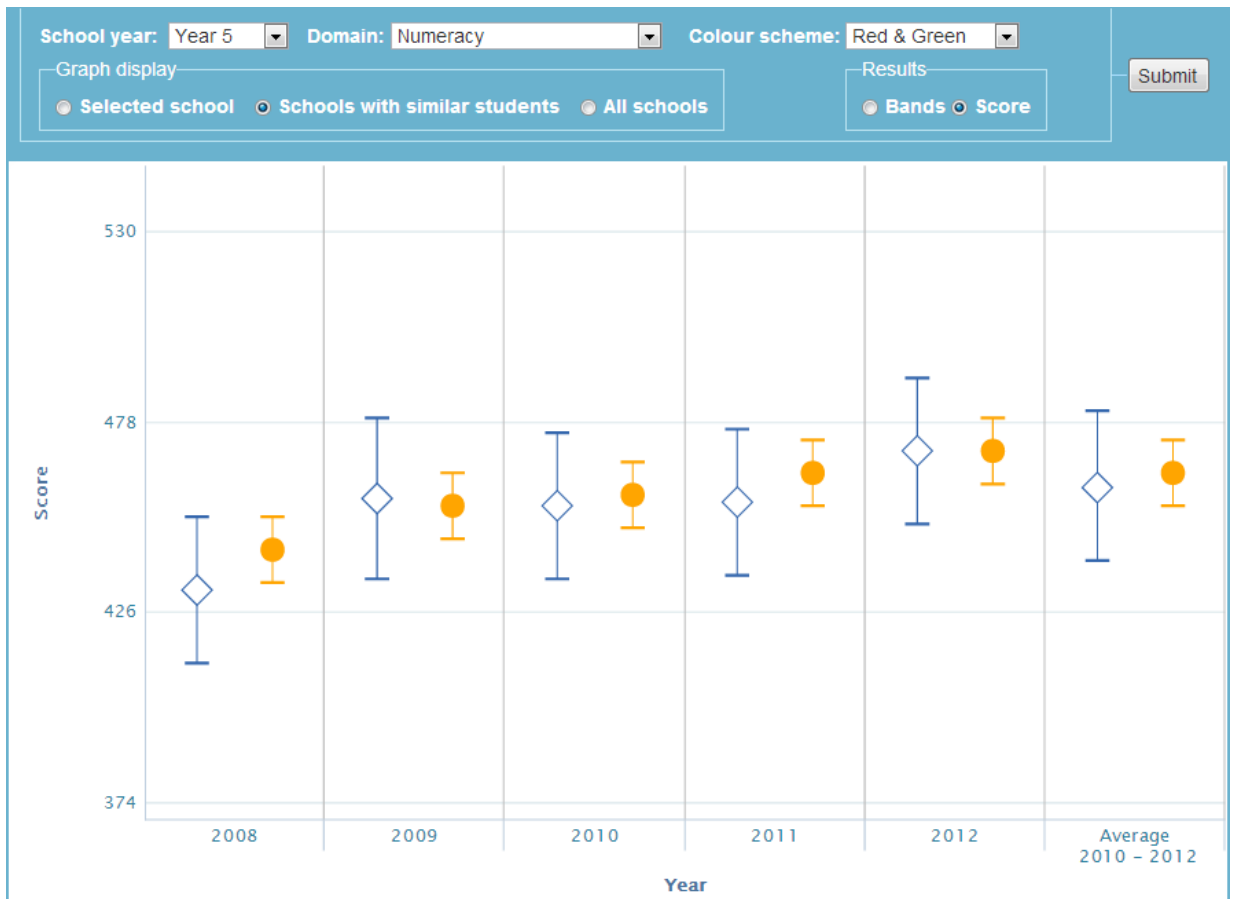 School year: Year 5 Domain: Numeracy Colour scheme: Red & Green
Graph display Results
Selected school Schools with similar students All schools Bands Score Submit
530
478
426
374
Score
2008 2009 2010 2011 2012 Average
2010 – 2012
Year